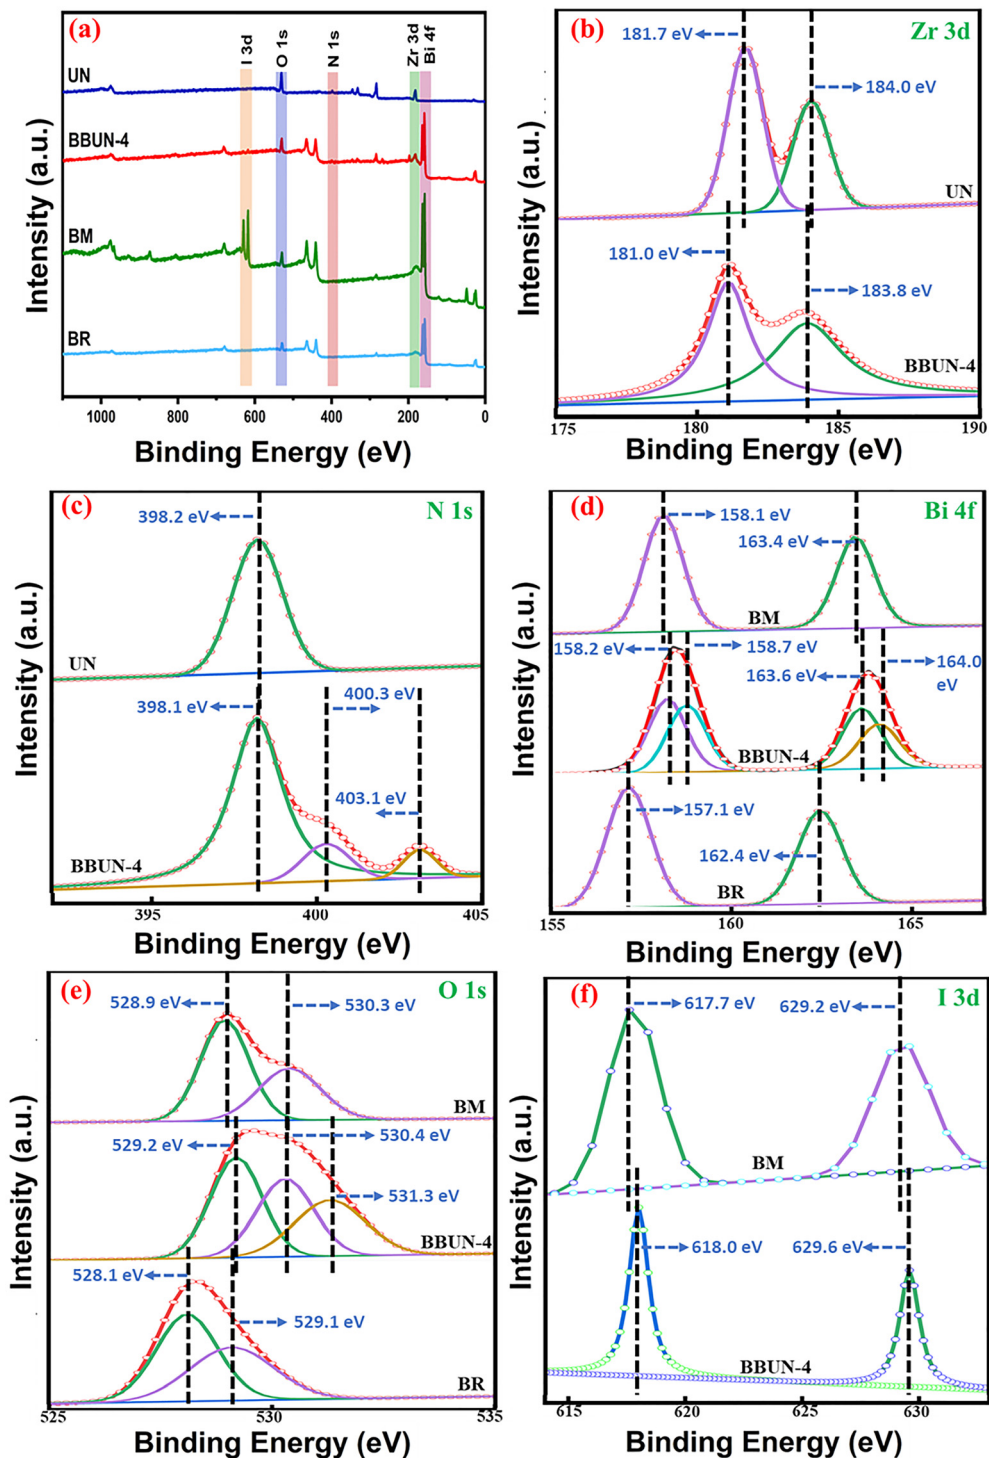 (a)
I 3d
O 1s
N 1s
Zr 3d
Bi 4f
UN
BBUN-4
BM
BR
Intensity (a.u.)
1000 800 600 400 200 0
Binding Energy (eV)
(b)
Zr 3d
181.7 eV
184.0 eV
UN
181.0 eV
183.8 eV
BBUN-4
Intensity (a.u.)
175 180 185 190
Binding Energy (eV)
(c)
N 1s
398.2 eV
UN
398.1 eV
400.3 eV
403.1 eV
BBUN-4
Intensity (a.u.)
395 400 405
Binding Energy (eV)
(d)
Bi 4f
158.1 eV
163.4 eV
BM
158.2 eV
158.7 eV
163.6 eV
164.0
eV
BBUN-4
157.1 eV
162.4 eV
BR
Intensity (a.u.)
155 160 165
Binding Energy (eV)
(e)
O 1s
528.9 eV
530.3 eV
BM
529.2 eV
530.4 eV
531.3 eV
BBUN-4
528.1 eV
529.1 eV
BR
Intensity (a.u.)
525 530 535
Binding Energy (eV)
(f)
I 3d
617.7 eV
629.2 eV
BM
618.0 eV
629.6 eV
BBUN-4
Intensity (a.u.)
615 620 625 630
Binding Energy (eV)